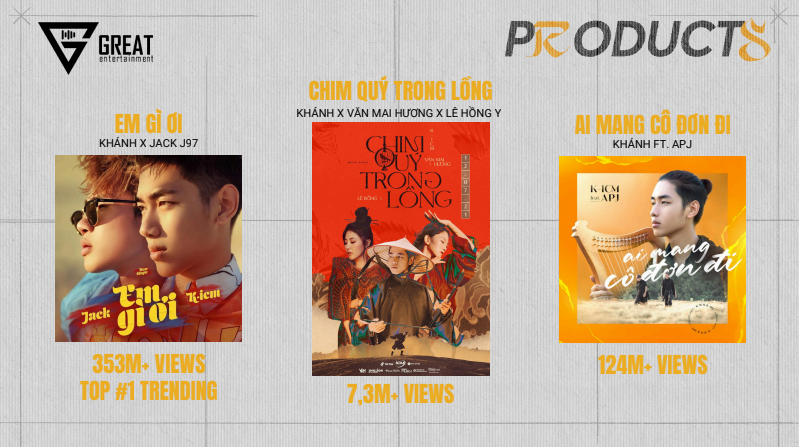 GREAT
entertainment
PRODUCTS
EM GÌ ƠI
KHÁNH X JACK J97
Jack
Em
gì ơi
K-icm
353M+ VIEWS
TOP #1 TRENDING
CHIM QUÝ TRONG LỒNG
KHÁNH X VĂN MAI HƯƠNG X LÊ HỒNG Y
CHIM
QUÝ
TRONG
LỒNG
VĂN MAI
HƯƠNG
LÊ HỒNG
7,3M+ VIEWS
AI MANG CÔ ĐƠN ĐI
KHÁNH FT. APJ
K-ICM
APJ
ai mang
cô đơn đi
124M+ VIEWS